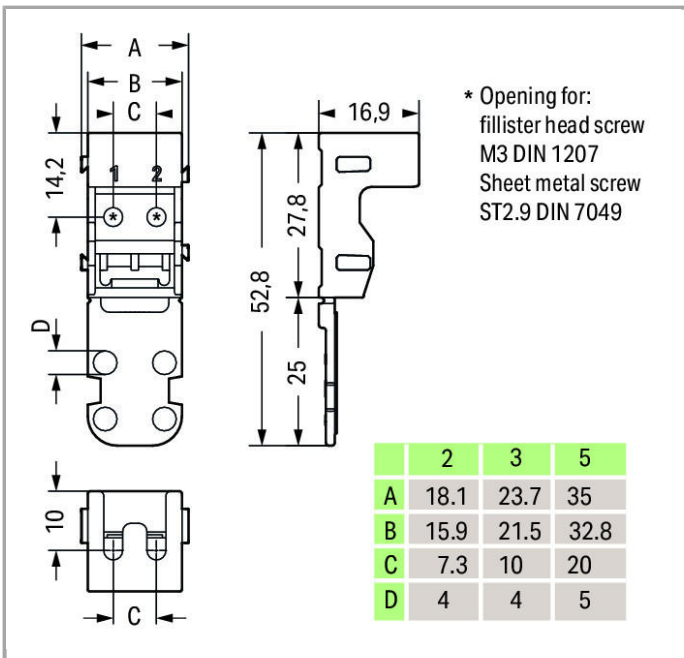 A
B
C
16,9
* Opening for:
fillister head screw
M3 DIN 1207
Sheet metal screw
ST2.9 DIN 7049
14,2
1 2
* *
27,8
52,8
D
25
10
C
2 3 5
A 18.1 23.7 35
B 15.9 21.5 32.8
C 7.3 10 20
D 4 4 5